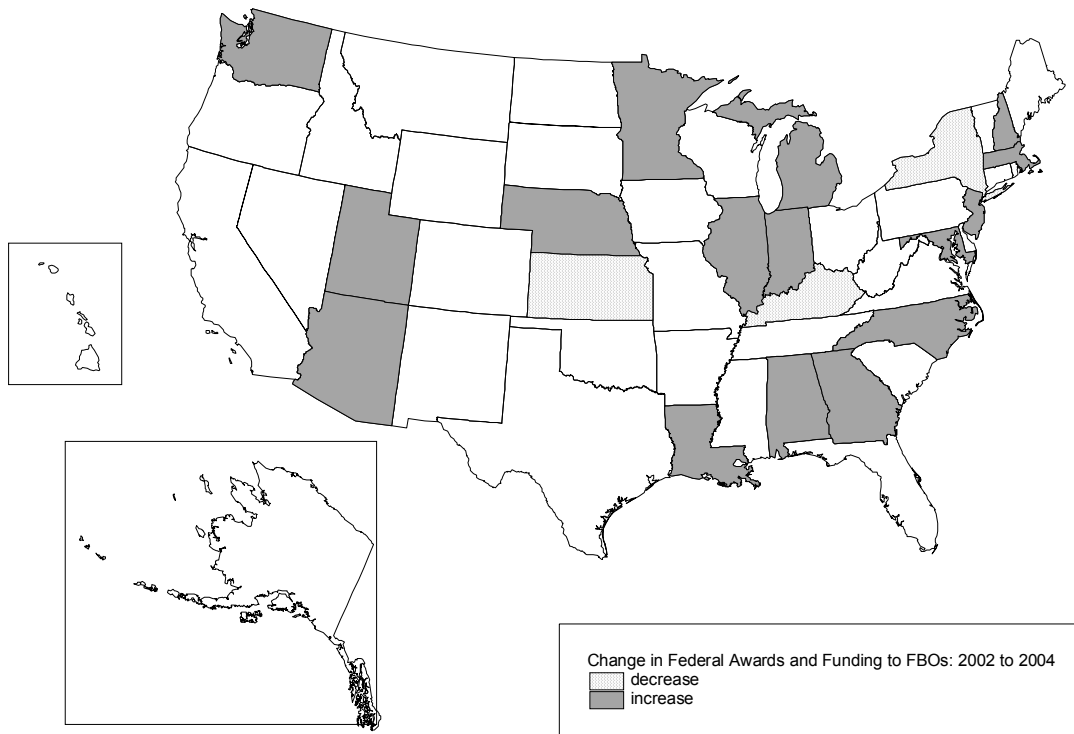 Change in Federal Awards and Funding to FBOs: 2002 to 2004
decrease
increase